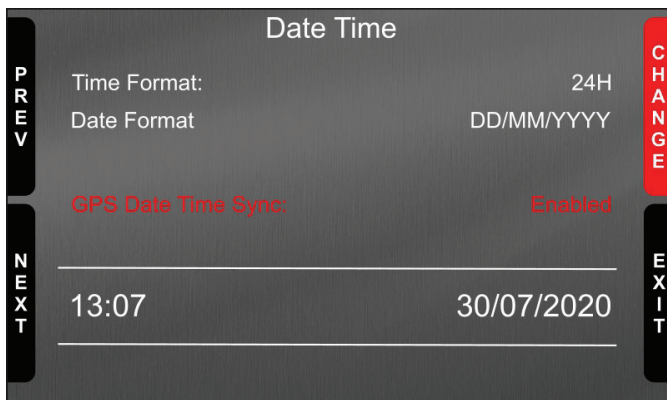 Date Time
PREV
CHANGE
Time Format: 24H
Date Format DD/MM/YYYY
GPS Date Time Sync: Enabled
NEXT
EXIT
13:07 30/07/2020